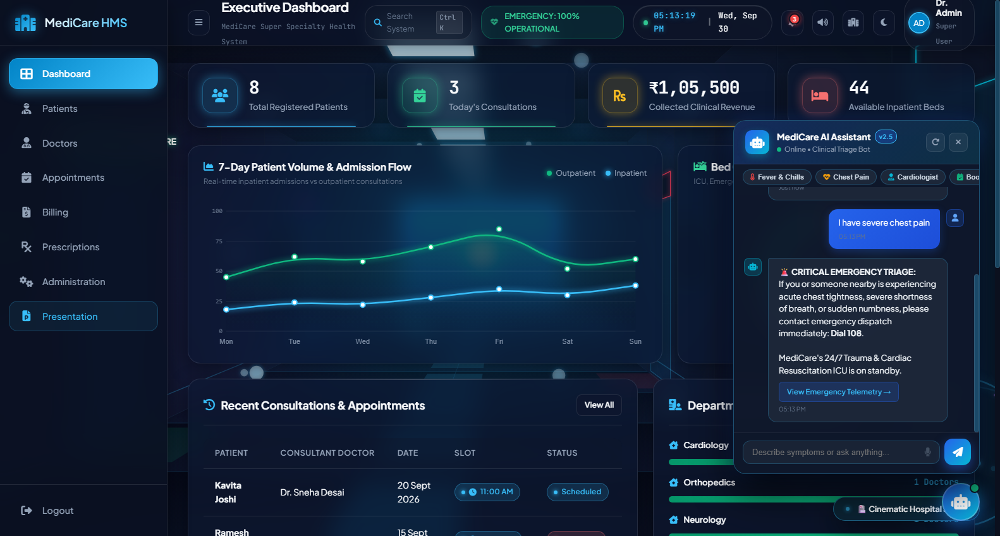 MediCare HMS
Dashboard
Patients
Doctors
Appointments
Billing
Prescriptions
Administration
Presentation
Logout
Executive Dashboard
MediCare Super Specialty Health
System
Search
System
Ctrl
K
EMERGENCY: 100%
OPERATIONAL
05:13:19
PM
|
Wed, Sep
30
3
AD
Dr.
Admin
Super
User
8
Total Registered Patients
3
Today's Consultations
₹1,05,500
Collected Clinical Revenue
44
Available Inpatient Beds
RE
7-Day Patient Volume & Admission Flow
Real-time inpatient admissions vs outpatient consultations
Outpatient
Inpatient
100
75
50
25
0
Mon
Tue
Wed
Thu
Fri
Sat
Sun
Bed
ICU, Emerg
Recent Consultations & Appointments
View All
PATIENT
CONSULTANT DOCTOR
DATE
SLOT
STATUS
Kavita
Joshi
Dr. Sneha Desai
20 Sept
2026
11:00 AM
Scheduled
Ramesh
15 Sept
Departm
Cardiology
Orthopedics
1 Doctors
Neurology
MediCare AI Assistant
v2.5
Online • Clinical Triage Bot
Fever & Chills
Chest Pain
Cardiologist
Boo
Just now
I have severe chest pain
05:13 PM
🚨 CRITICAL EMERGENCY TRIAGE:
If you or someone nearby is experiencing
acute chest tightness, severe shortness
of breath, or sudden numbness, please
contact emergency dispatch
immediately: Dial 108.
MediCare's 24/7 Trauma & Cardiac
Resuscitation ICU is on standby.
View Emergency Telemetry →
05:13 PM
Describe symptoms or ask anything...
Cinematic Hospital